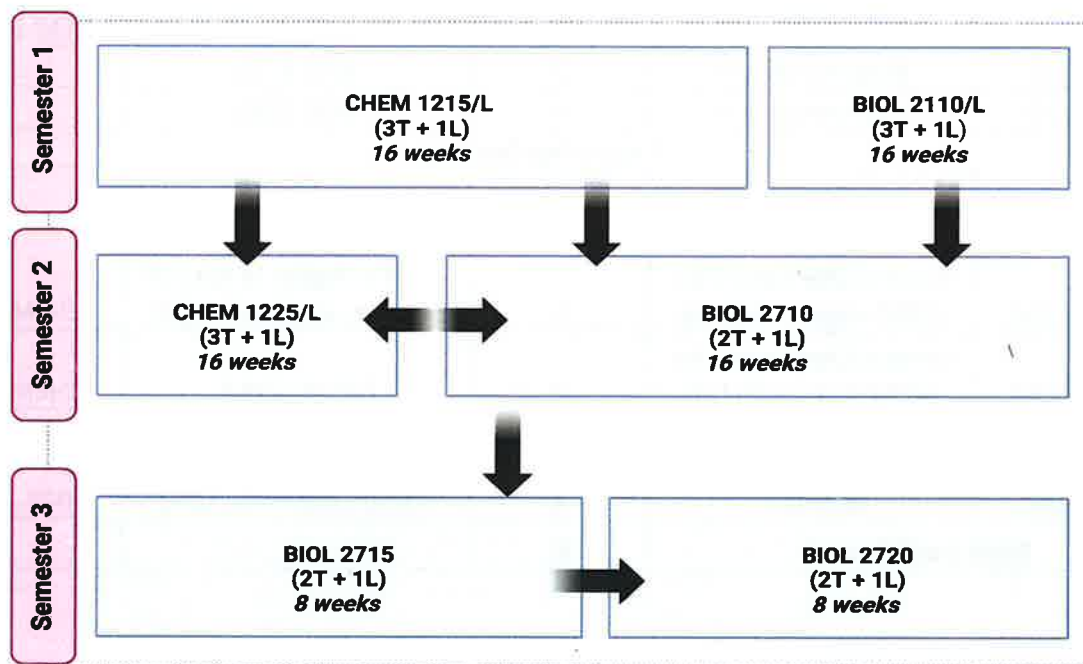 Semester 1
CHEM 1215/L
(3T + 1L)
16 weeks
BIOL 2110/L
(3T + 1L)
16 weeks
Semester 2
CHEM 1225/L
(3T + 1L)
16 weeks
BIOL 2710
(2T + 1L)
16 weeks
Semester 3
BIOL 2715
(2T + 1L)
8 weeks
BIOL 2720
(2T + 1L)
8 weeks